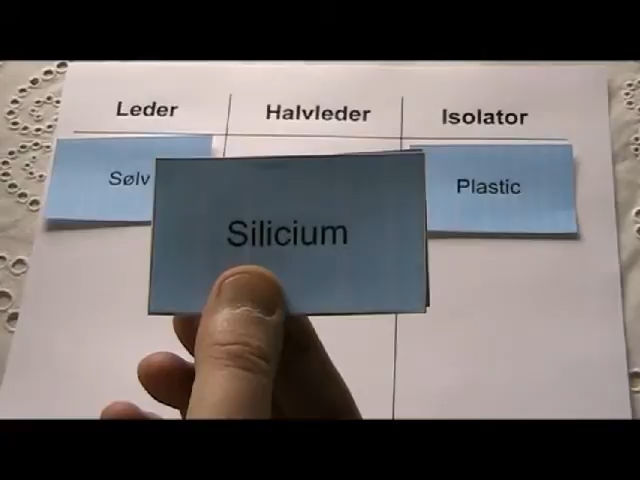 Leder
Halvleder
Isolator
Sølv
Silicium
Plastic